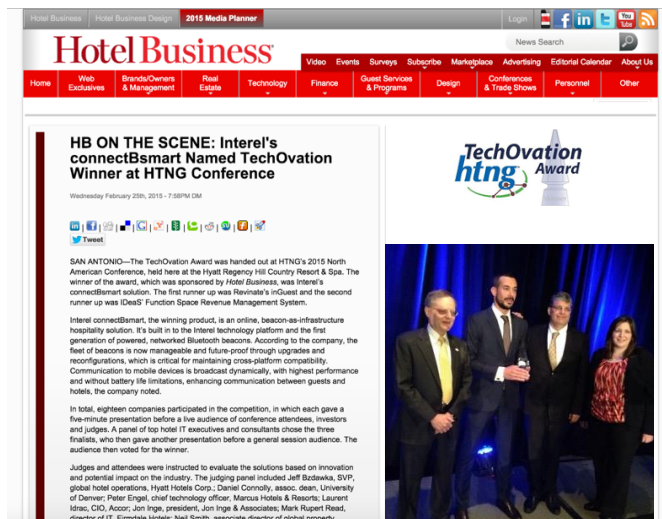 Hotel Business
Hotel Business Design
2015 Media Planner
Login
You
Tube
Hotel Business
News Search
Video Events Surveys Subscribe Marketplace Advertising Editorial Calendar About Us
Home
Web
Exclusives
Brands/Owners
& Management
Real
Estate
Technology
Finance
Guest Services
& Programs
Design
Conferences
& Trade Shows
Personnel
Other
HB ON THE SCENE: Interel's
connectBsmart Named TechOvation
Winner at HTNG Conference
Wednesday February 25th, 2015 - 7:58PM DM
Tweet
SAN ANTONIO—The TechOvation Award was handed out at HTNG's 2015 North
American Conference, held here at the Hyatt Regency Hill Country Resort & Spa. The
winner of the award, which was sponsored by Hotel Business, was Interel's
connectBsmart solution. The first runner up was Revinate's inGuest and the second
runner up was IDeaS' Function Space Revenue Management System.
Interel connectBsmart, the winning product, is an online, beacon-as-infrastructure
hospitality solution. It's built in to the Interel technology platform and the first
generation of powered, networked Bluetooth beacons. According to the company, the
fleet of beacons is now manageable and future-proof through upgrades and
reconfigurations, which is critical for maintaining cross-platform compatibility.
Communication to mobile devices is broadcast dynamically, with highest performance
and without battery life limitations, enhancing communication between guests and
hotels, the company noted.
In total, eighteen companies participated in the competition, in which each gave a
five-minute presentation before a live audience of conference attendees, investors
and judges. A panel of top hotel IT executives and consultants chose the three
finalists, who then gave another presentation before a general session audience. The
audience then voted for the winner.
Judges and attendees were instructed to evaluate the solutions based on innovation
and potential impact on the industry. The judging panel included Jeff Bzdawka, SVP,
global hotel operations, Hyatt Hotels Corp.; Daniel Connolly, assoc. dean, University
of Denver; Peter Engel, chief technology officer, Marcus Hotels & Resorts; Laurent
Idrac, CIO, Accor; Jon Inge, president, Jon Inge & Associates; Mark Rupert Read,
director of IT, Firmdale Hotels; Neil Smith, associate director of global property
TechOvation
htng
Award